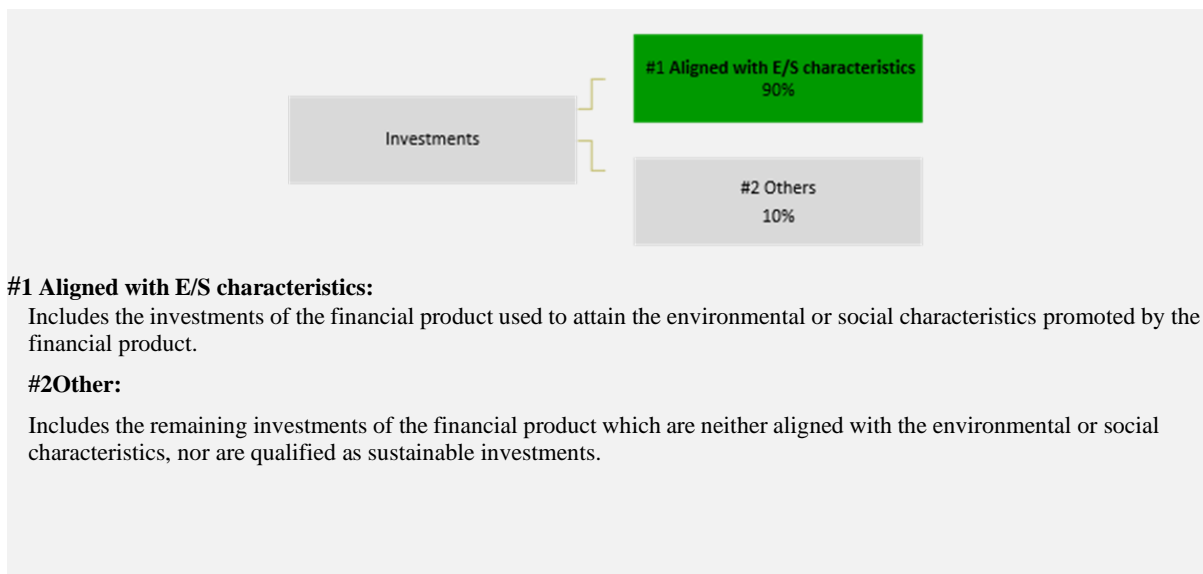 #1 Aligned with E/S characteristics
90%
Investments
#2 Others
10%
#1 Aligned with E/S characteristics:
Includes the investments of the financial product used to attain the environmental or social characteristics promoted by the
financial product.
#2Other:
Includes the remaining investments of the financial product which are neither aligned with the environmental or social
characteristics, nor are qualified as sustainable investments.